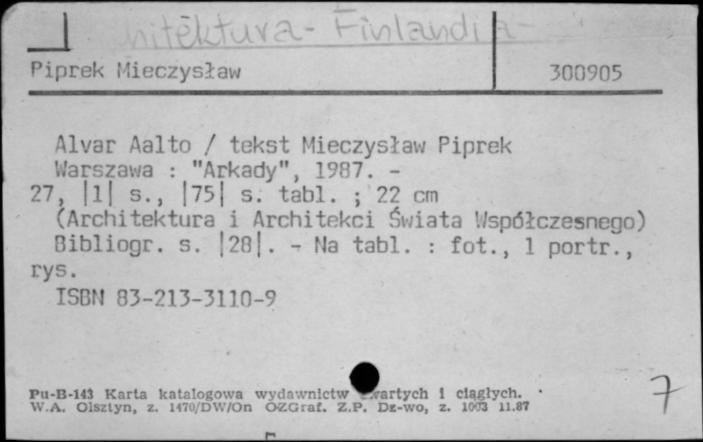 hitektura - Finlandia -
Piprek Mieczysław 300905
Alvar Aalto / tekst Mieczysław Piprek
Warszawa : "Arkady", 1987. -
27, |1| s., |75| s. tabl. ; 22 cm
(Architektura i Architekci Świata Współczesnego)
Bibliogr. s. |28|. - Na tabl. : fot., 1 portr.,
rys.
ISBN 83-213-3110-9
Pu-B-143 Karta katalogowa wydawnictw zwartych i ciągłych.
W.A. Olsztyn, z. 1470/DW/On OZGraf. Z.P. Dz-wo, z. 1003 11.87
7